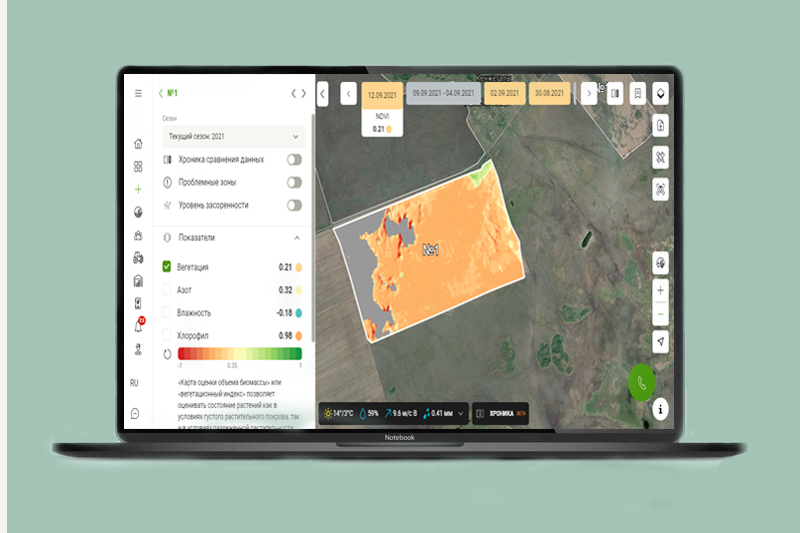 №1
Сезон
Текущий сезон: 2021
Хроника сравнения данных
Проблемные зоны
Уровень засоренности
Показатели
Вегетация 0.21
Азот 0.32
Влажность -0.18
Хлорофил 0.98
-1 0.35 1
«Карта оценки объема биомассы» или
«вегетационный индекс» позволяет
оценивать состояние растений как в
условиях густого растительного покрова, так
и в условиях разреженной растительности
23
RU
12.09.2021
09.09.2021 - 04.09.2021
02.09.2021
30.08.2021
NDVI
0.21
№1
14°/3°C 59% 9.6 м/с В 0.41 мм
ХРОНИКА BETA
Notebook